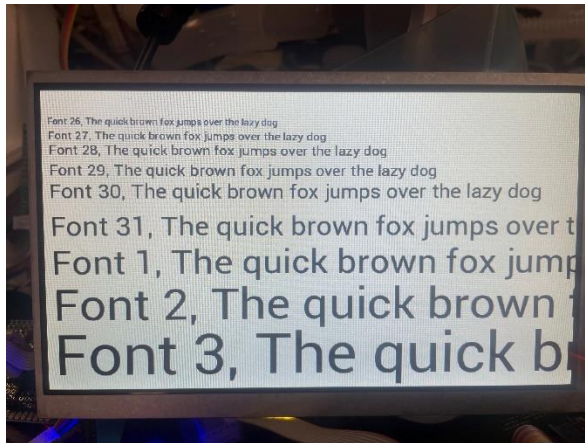 Font 26, The quick brown fox jumps over the lazy dog
Font 27, The quick brown fox jumps over the lazy dog
Font 28, The quick brown fox jumps over the lazy dog
Font 29, The quick brown fox jumps over the lazy dog
Font 30, The quick brown fox jumps over the lazy dog
Font 31, The quick brown fox jumps over t
Font 1, The quick brown fox jump
Font 2, The quick brown
Font 3, The quick b